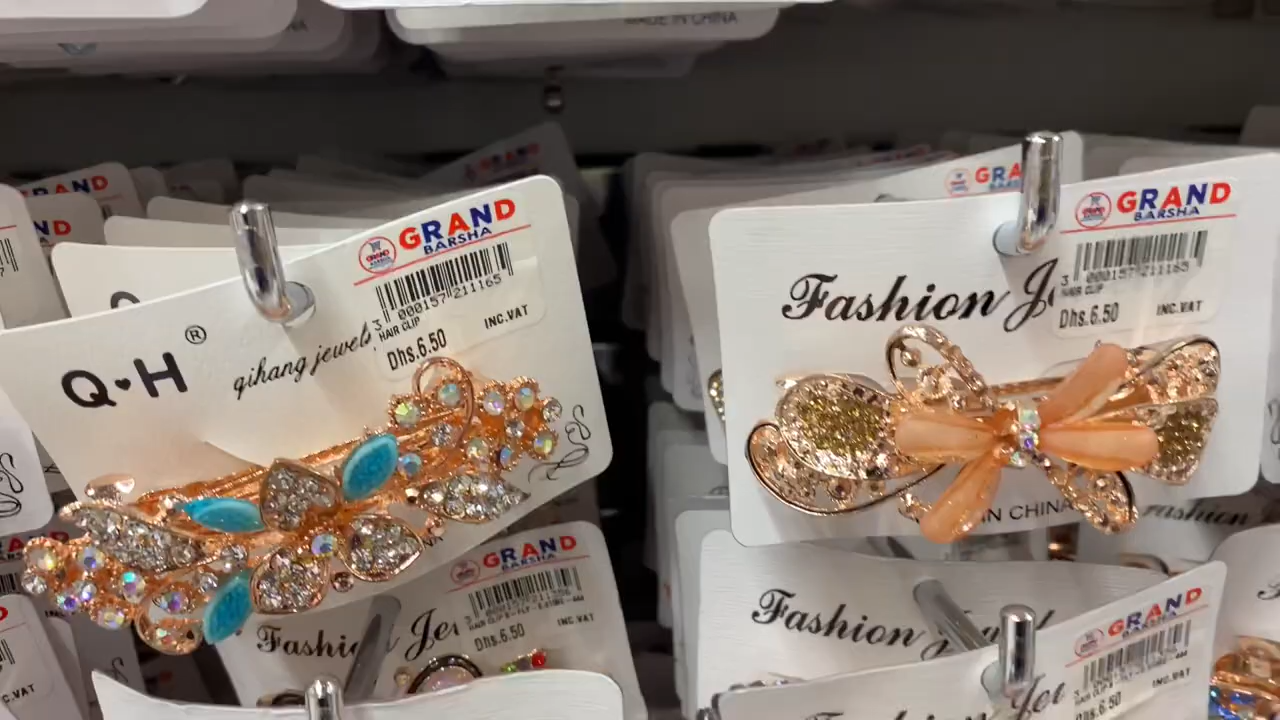 MADE IN CHINA
GRAND
GRAND
BARSHA
3 000157 211165
HAIR CLIP
Dhs.6.50
INC.VAT
Q♥H®
qihang jewels
GRAND
BARSHA
3 000157 211165
HAIR CLIP
Dhs.6.50
INC.VAT
Fashion Je
IN CHINA
GRAND
Dhs.6.50
INC.VAT
Fashio Je
GRAND
BARSHA
Dhs.6.50
INC.VAT
Fashion
Fashion Je
Fashion